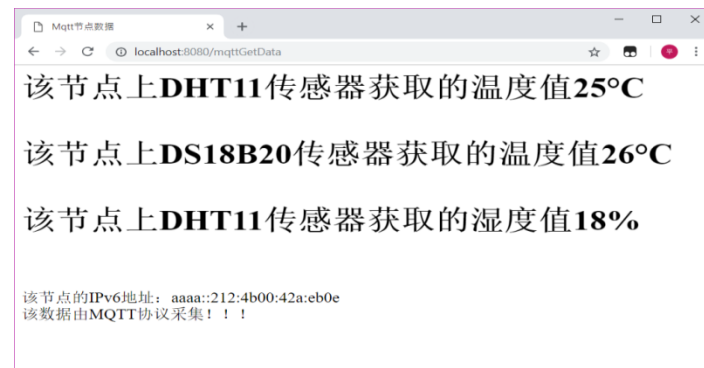 Mqtt节点数据
localhost:8080/mqttGetData
该节点上DHT11传感器获取的温度值25°C
该节点上DS18B20传感器获取的温度值26°C
该节点上DHT11传感器获取的湿度值18%
该节点的IPv6地址：aaaa::212:4b00:42a:eb0e
该数据由MQTT协议采集！！！